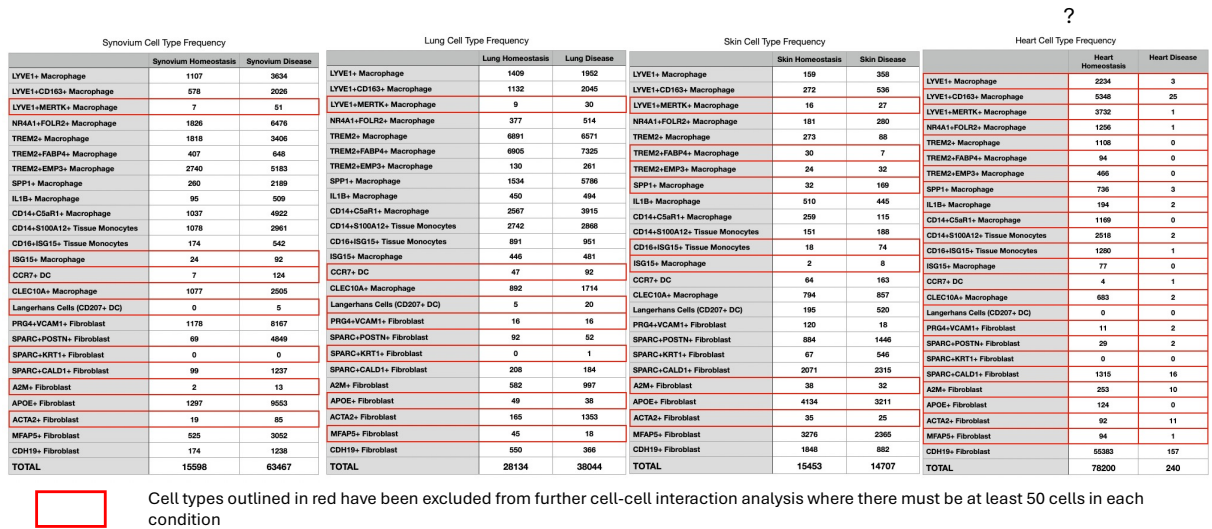 ?
Synovium Cell Type Frequency
Synovium Homeostasis Synovium Disease
LYVE1+ Macrophage 1107 3634
LYVE1+CD163+ Macrophage 578 2026
LYVE1+MERTK+ Macrophage 7 51
NR4A1+FOLR2+ Macrophage 1826 6476
TREM2+ Macrophage 1818 3406
TREM2+FABP4+ Macrophage 407 648
TREM2+EMP3+ Macrophage 2740 5183
SPP1+ Macrophage 260 2189
IL1B+ Macrophage 95 509
CD14+C5aR1+ Macrophage 1037 4922
CD14+S100A12+ Tissue Monocytes 1078 2961
CD16+ISG15+ Tissue Monocytes 174 542
ISG15+ Macrophage 24 92
CCR7+ DC 7 124
CLEC10A+ Macrophage 1077 2505
Langerhans Cells (CD207+ DC) 0 5
PRG4+VCAM1+ Fibroblast 1178 8167
SPARC+POSTN+ Fibroblast 69 4849
SPARC+KRT1+ Fibroblast 0 0
SPARC+CALD1+ Fibroblast 99 1237
A2M+ Fibroblast 2 13
APOE+ Fibroblast 1297 9553
ACTA2+ Fibroblast 19 85
MFAP5+ Fibroblast 525 3052
CDH19+ Fibroblast 174 1238
TOTAL 15598 63467
Lung Cell Type Frequency
Lung Homeostasis Lung Disease
LYVE1+ Macrophage 1409 1952
LYVE1+CD163+ Macrophage 1132 2045
LYVE1+MERTK+ Macrophage 9 30
NR4A1+FOLR2+ Macrophage 377 514
TREM2+ Macrophage 6891 6571
TREM2+FABP4+ Macrophage 6905 7325
TREM2+EMP3+ Macrophage 130 261
SPP1+ Macrophage 1534 5786
IL1B+ Macrophage 450 494
CD14+C5aR1+ Macrophage 2567 3915
CD14+S100A12+ Tissue Monocytes 2742 2868
CD16+ISG15+ Tissue Monocytes 891 951
ISG15+ Macrophage 446 481
CCR7+ DC 47 92
CLEC10A+ Macrophage 892 1714
Langerhans Cells (CD207+ DC) 5 20
PRG4+VCAM1+ Fibroblast 16 16
SPARC+POSTN+ Fibroblast 92 52
SPARC+KRT1+ Fibroblast 0 1
SPARC+CALD1+ Fibroblast 208 184
A2M+ Fibroblast 582 997
APOE+ Fibroblast 49 38
ACTA2+ Fibroblast 165 1353
MFAP5+ Fibroblast 45 18
CDH19+ Fibroblast 550 366
TOTAL 28134 38044
Skin Cell Type Frequency
Skin Homeostasis Skin Disease
LYVE1+ Macrophage 159 358
LYVE1+CD163+ Macrophage 272 536
LYVE1+MERTK+ Macrophage 16 27
NR4A1+FOLR2+ Macrophage 181 280
TREM2+ Macrophage 273 88
TREM2+FABP4+ Macrophage 30 7
TREM2+EMP3+ Macrophage 24 32
SPP1+ Macrophage 32 169
IL1B+ Macrophage 510 445
CD14+C5aR1+ Macrophage 259 115
CD14+S100A12+ Tissue Monocytes 151 188
CD16+ISG15+ Tissue Monocytes 18 74
ISG15+ Macrophage 2 8
CCR7+ DC 64 163
CLEC10A+ Macrophage 794 857
Langerhans Cells (CD207+ DC) 195 520
PRG4+VCAM1+ Fibroblast 120 18
SPARC+POSTN+ Fibroblast 884 1446
SPARC+KRT1+ Fibroblast 67 546
SPARC+CALD1+ Fibroblast 2071 2315
A2M+ Fibroblast 38 32
APOE+ Fibroblast 4134 3211
ACTA2+ Fibroblast 35 25
MFAP5+ Fibroblast 3276 2365
CDH19+ Fibroblast 1848 882
TOTAL 15453 14707
Heart Cell Type Frequency
Heart Homeostasis Heart Disease
LYVE1+ Macrophage 2234 3
LYVE1+CD163+ Macrophage 5348 25
LYVE1+MERTK+ Macrophage 3732 1
NR4A1+FOLR2+ Macrophage 1256 1
TREM2+ Macrophage 1108 0
TREM2+FABP4+ Macrophage 94 0
TREM2+EMP3+ Macrophage 466 0
SPP1+ Macrophage 736 3
IL1B+ Macrophage 194 2
CD14+C5aR1+ Macrophage 1169 0
CD14+S100A12+ Tissue Monocytes 2518 2
CD16+ISG15+ Tissue Monocytes 1280 1
ISG15+ Macrophage 77 0
CCR7+ DC 4 1
CLEC10A+ Macrophage 683 2
Langerhans Cells (CD207+ DC) 0 0
PRG4+VCAM1+ Fibroblast 11 2
SPARC+POSTN+ Fibroblast 29 2
SPARC+KRT1+ Fibroblast 0 0
SPARC+CALD1+ Fibroblast 1315 16
A2M+ Fibroblast 253 10
APOE+ Fibroblast 124 0
ACTA2+ Fibroblast 92 11
MFAP5+ Fibroblast 94 1
CDH19+ Fibroblast 55383 157
TOTAL 78200 240
Cell types outlined in red have been excluded from further cell-cell interaction analysis where there must be at least 50 cells in each
condition